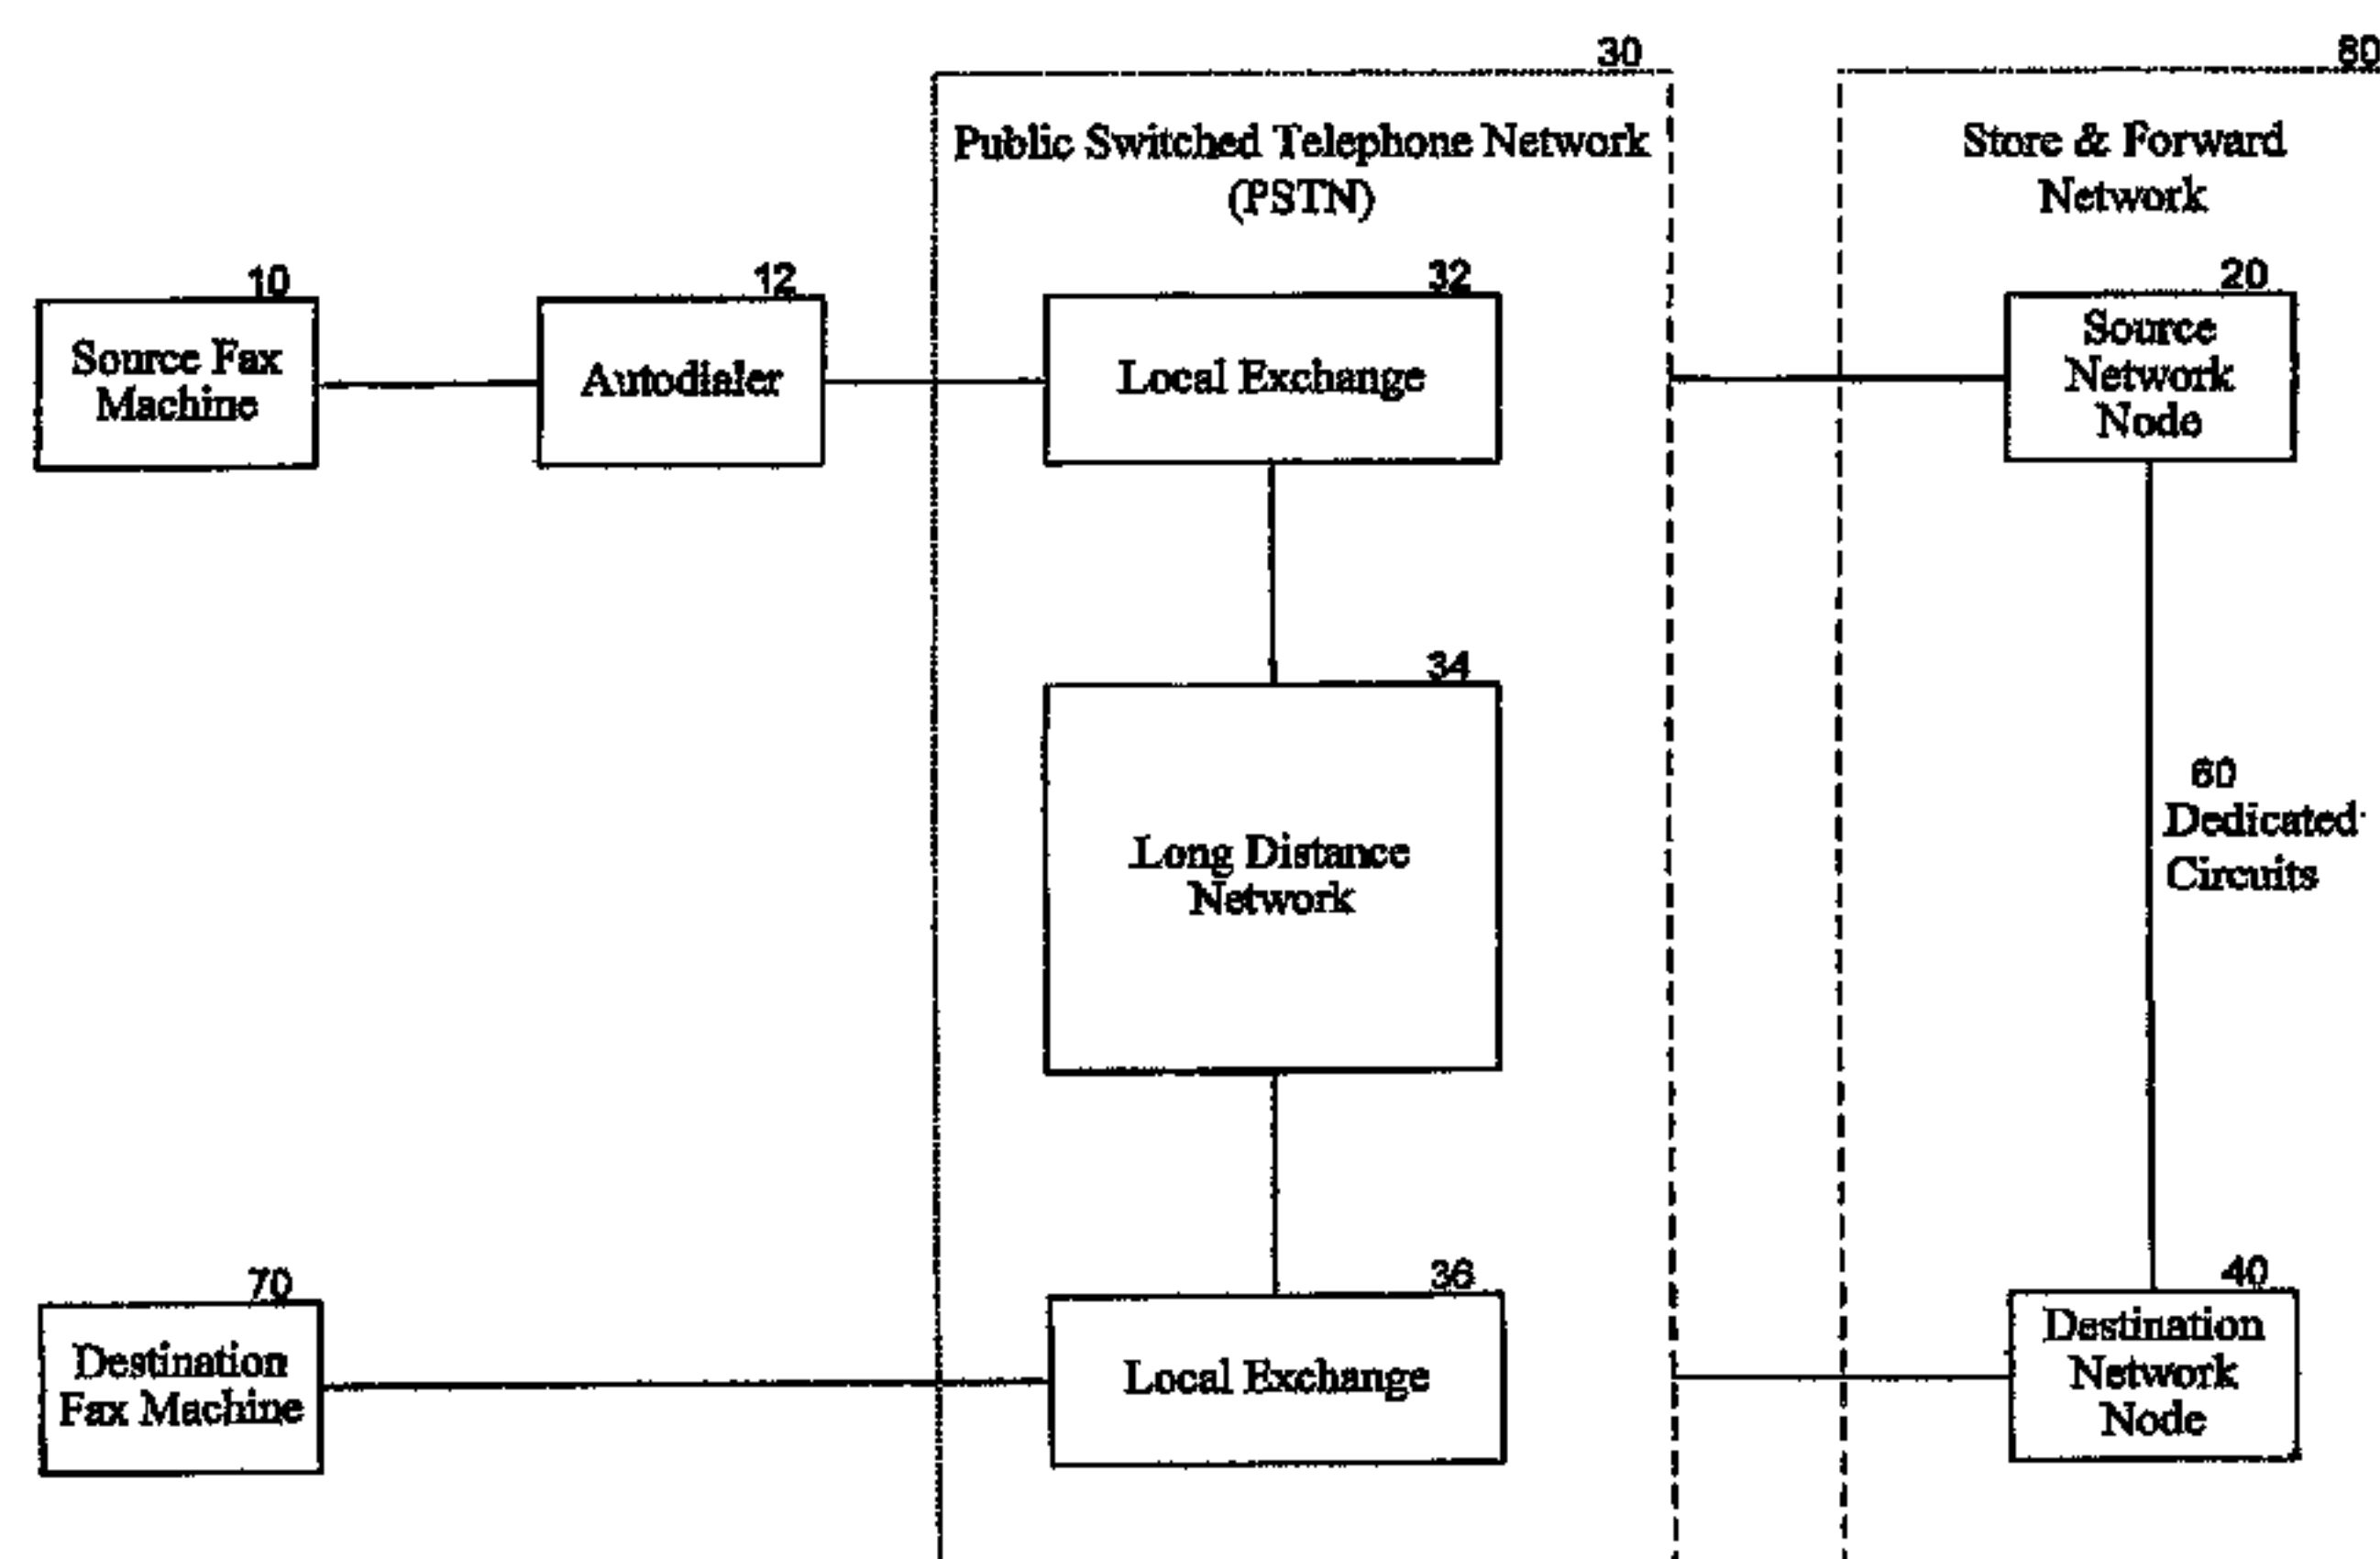 30
80
Public Switched Telephone Network
(PSTN)
Store & Forward
Network
10
12
32
20
Source Fax
Machine
Autodialer
Local Exchange
Source
Network
Node
34
Long Distance
Network
60
Dedicated
Circuits
70
36
40
Destination
Fax Machine
Local Exchange
Destination
Network
Node